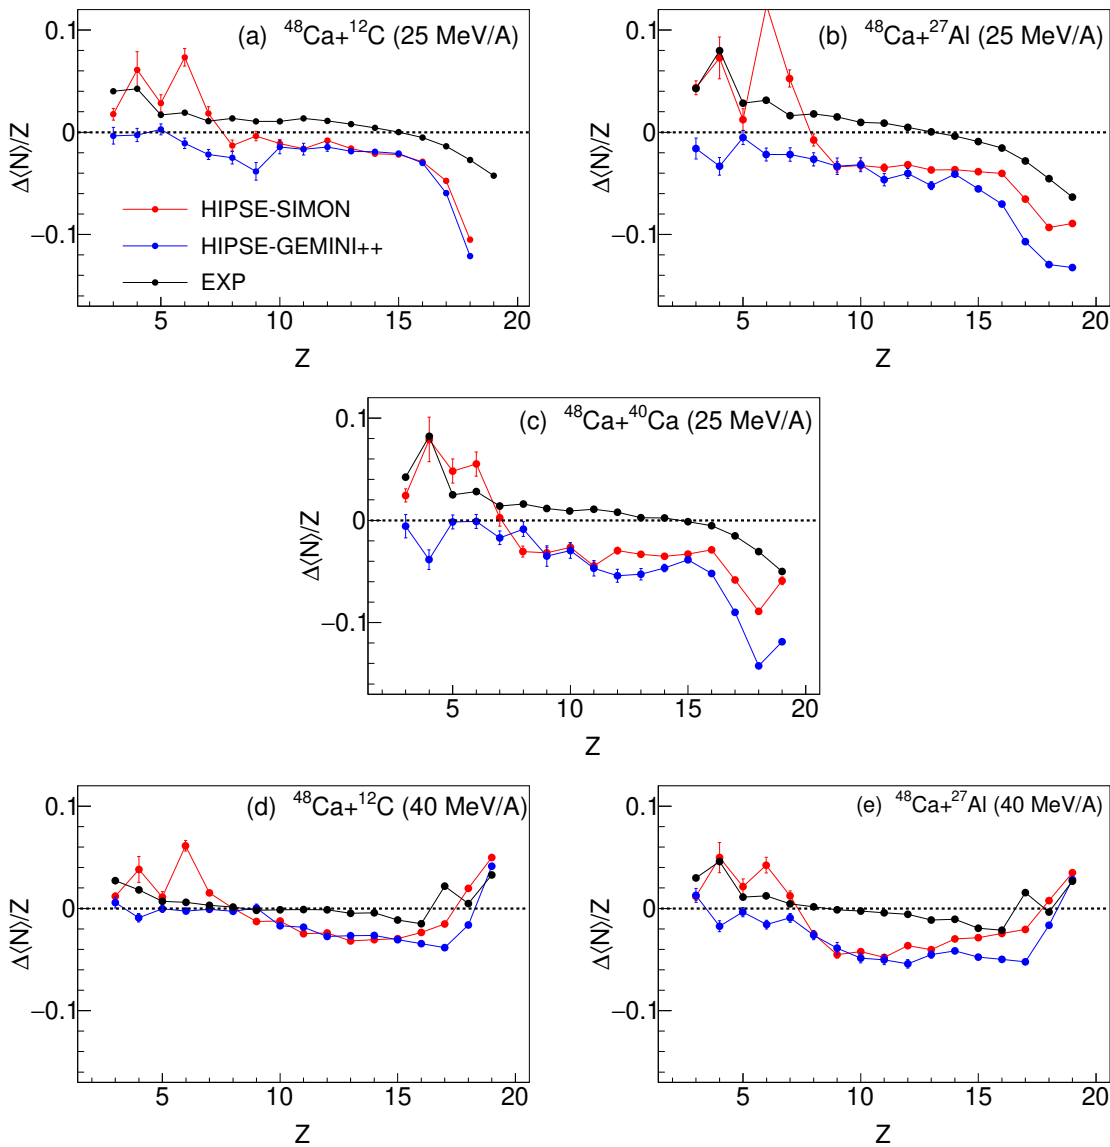 (a) ⁴⁸Ca+¹²C (25 MeV/A)
0.1
0
−0.1
Δ⟨N⟩/Z
HIPSE-SIMON
HIPSE-GEMINI++
EXP
5 10 15 20
Z
(b) ⁴⁸Ca+²⁷Al (25 MeV/A)
0.1
0
−0.1
Δ⟨N⟩/Z
5 10 15 20
Z
(c) ⁴⁸Ca+⁴⁰Ca (25 MeV/A)
0.1
0
−0.1
Δ⟨N⟩/Z
5 10 15 20
Z
(d) ⁴⁸Ca+¹²C (40 MeV/A)
0.1
0
−0.1
Δ⟨N⟩/Z
5 10 15 20
Z
(e) ⁴⁸Ca+²⁷Al (40 MeV/A)
0.1
0
−0.1
Δ⟨N⟩/Z
5 10 15 20
Z